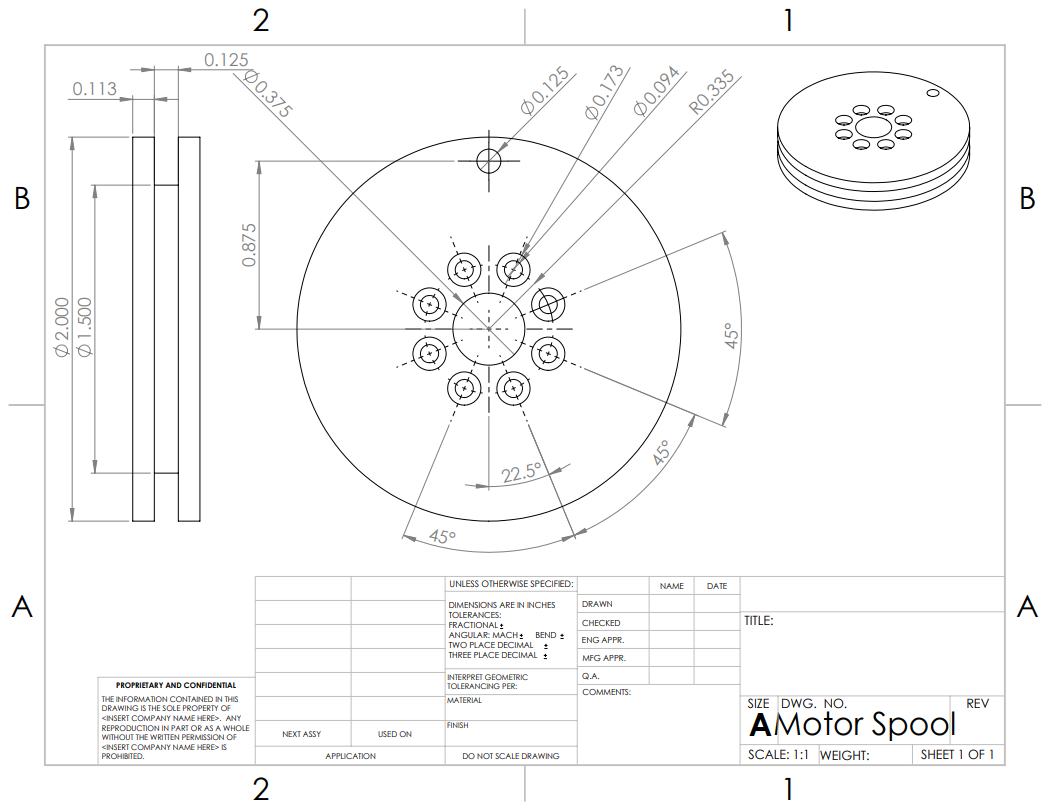 2
1
0.125
0.113
Ø0.375
Ø0.125
Ø0.173
Ø0.094
R0.335
B
B
0.875
Ø2.000
Ø1.500
45°
45°
22.5°
45°
A
A
UNLESS OTHERWISE SPECIFIED:
NAME
DATE
DIMENSIONS ARE IN INCHES
TOLERANCES:
FRACTIONAL ±
ANGULAR: MACH ± BEND ±
TWO PLACE DECIMAL ±
THREE PLACE DECIMAL ±
DRAWN
CHECKED
ENG APPR.
MFG APPR.
Q.A.
COMMENTS:
TITLE:
INTERPRET GEOMETRIC
TOLERANCING PER:
MATERIAL
FINISH
PROPRIETARY AND CONFIDENTIAL
THE INFORMATION CONTAINED IN THIS
DRAWING IS THE SOLE PROPERTY OF
<INSERT COMPANY NAME HERE>. ANY
REPRODUCTION IN PART OR AS A WHOLE
WITHOUT THE WRITTEN PERMISSION OF
<INSERT COMPANY NAME HERE> IS
PROHIBITED.
NEXT ASSY
USED ON
APPLICATION
DO NOT SCALE DRAWING
SIZE DWG. NO. REV
A Motor Spool
SCALE: 1:1 WEIGHT: SHEET 1 OF 1
2
1